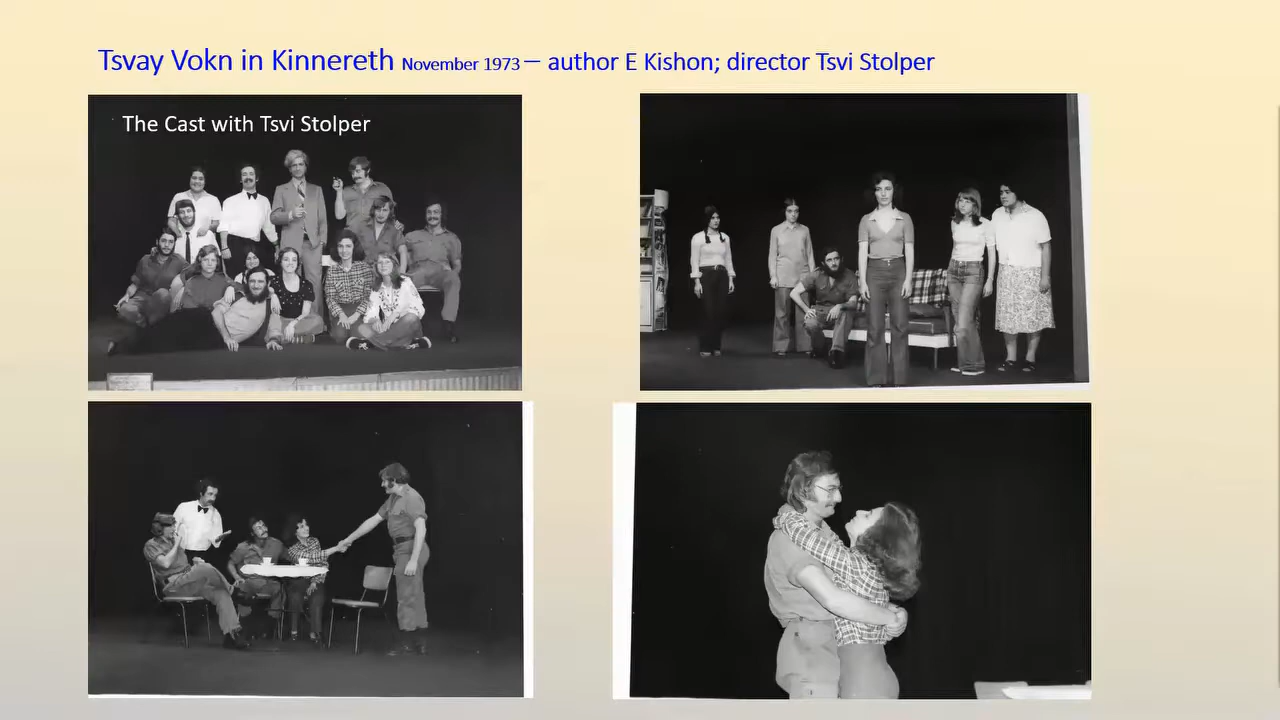 Tsvay Vokn in Kinnereth November 1973 – author E Kishon; director Tsvi Stolper
The Cast with Tsvi Stolper